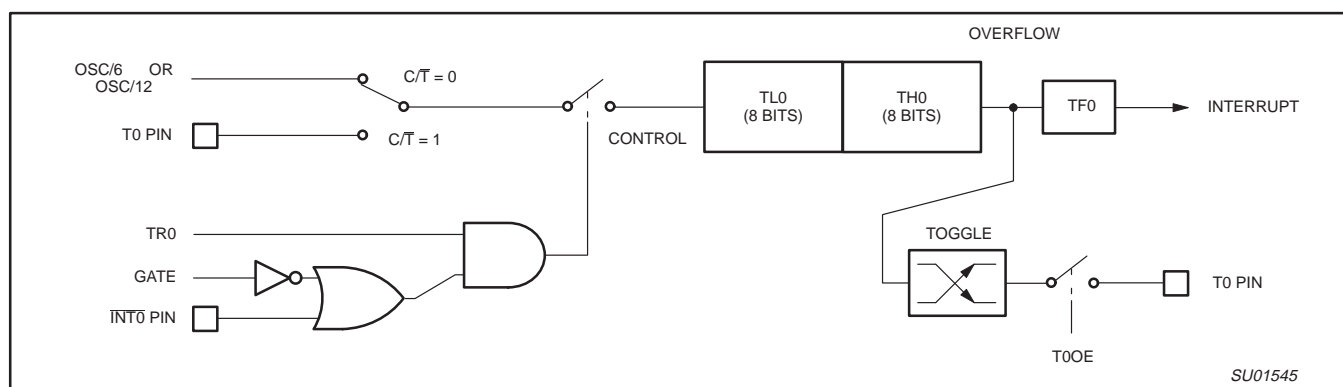 OVERFLOW
OSC/6 OR
OSC/12
C/T̅ = 0
TL0
(8 BITS)
TH0
(8 BITS)
TF0
INTERRUPT
T0 PIN
C/T̅ = 1
CONTROL
TR0
TOGGLE
GATE
T0 PIN
I̅N̅T̅0̅ PIN
T0OE
SU01545